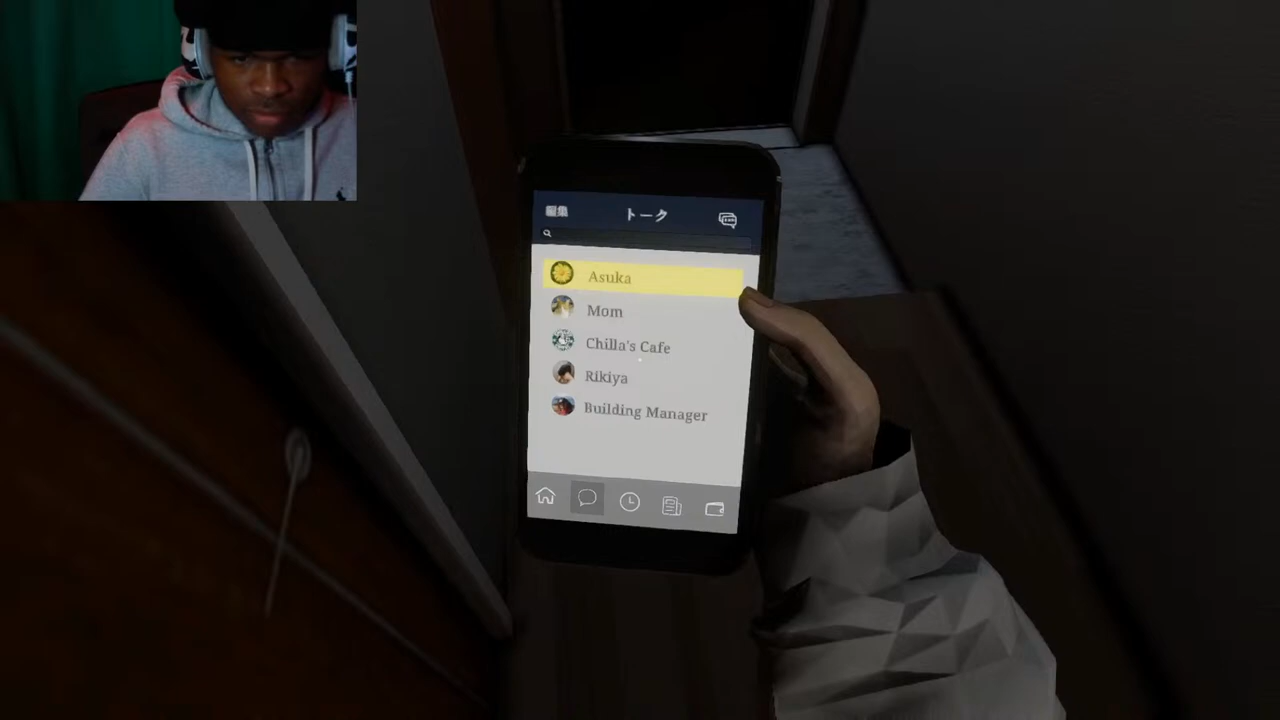 編集 トーク
Asuka
Mom
Chilla's Cafe
Rikiya
Building Manager